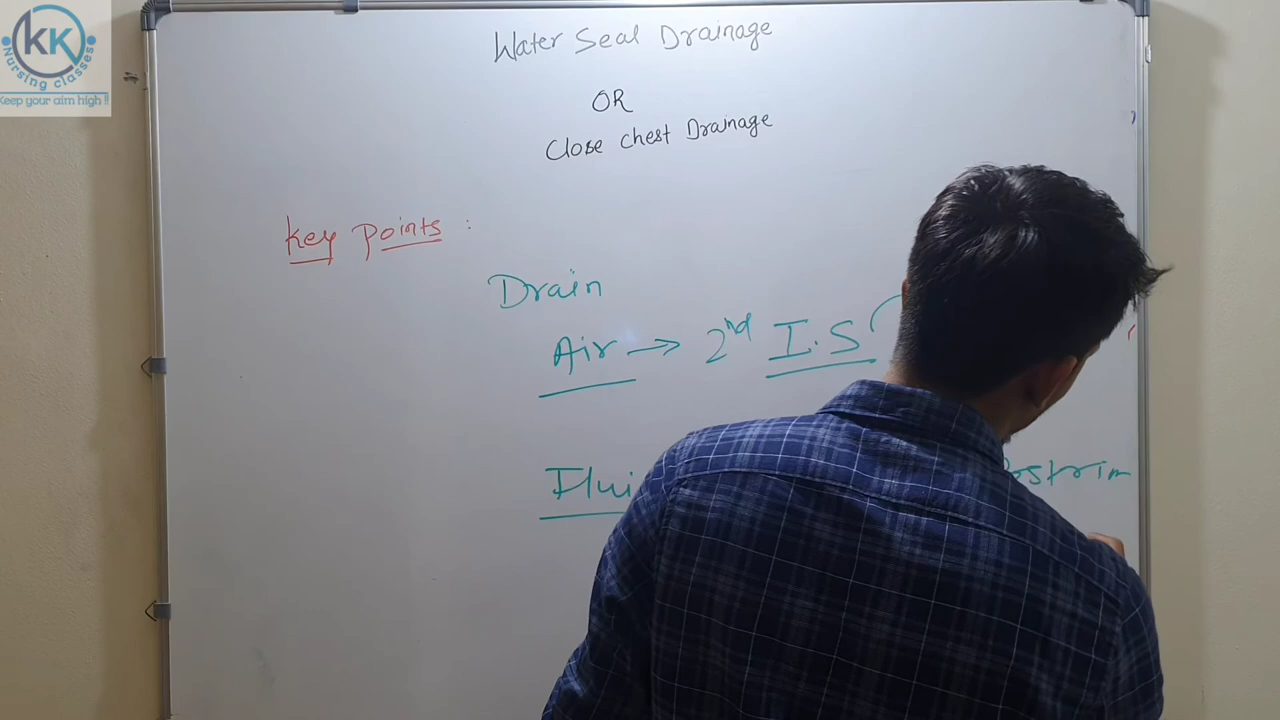 KK
Nursing classes
Keep your aim high !!
Water Seal Drainage
OR
Close Chest Drainage
Key Points :
Drain
Air → 2nd I.S